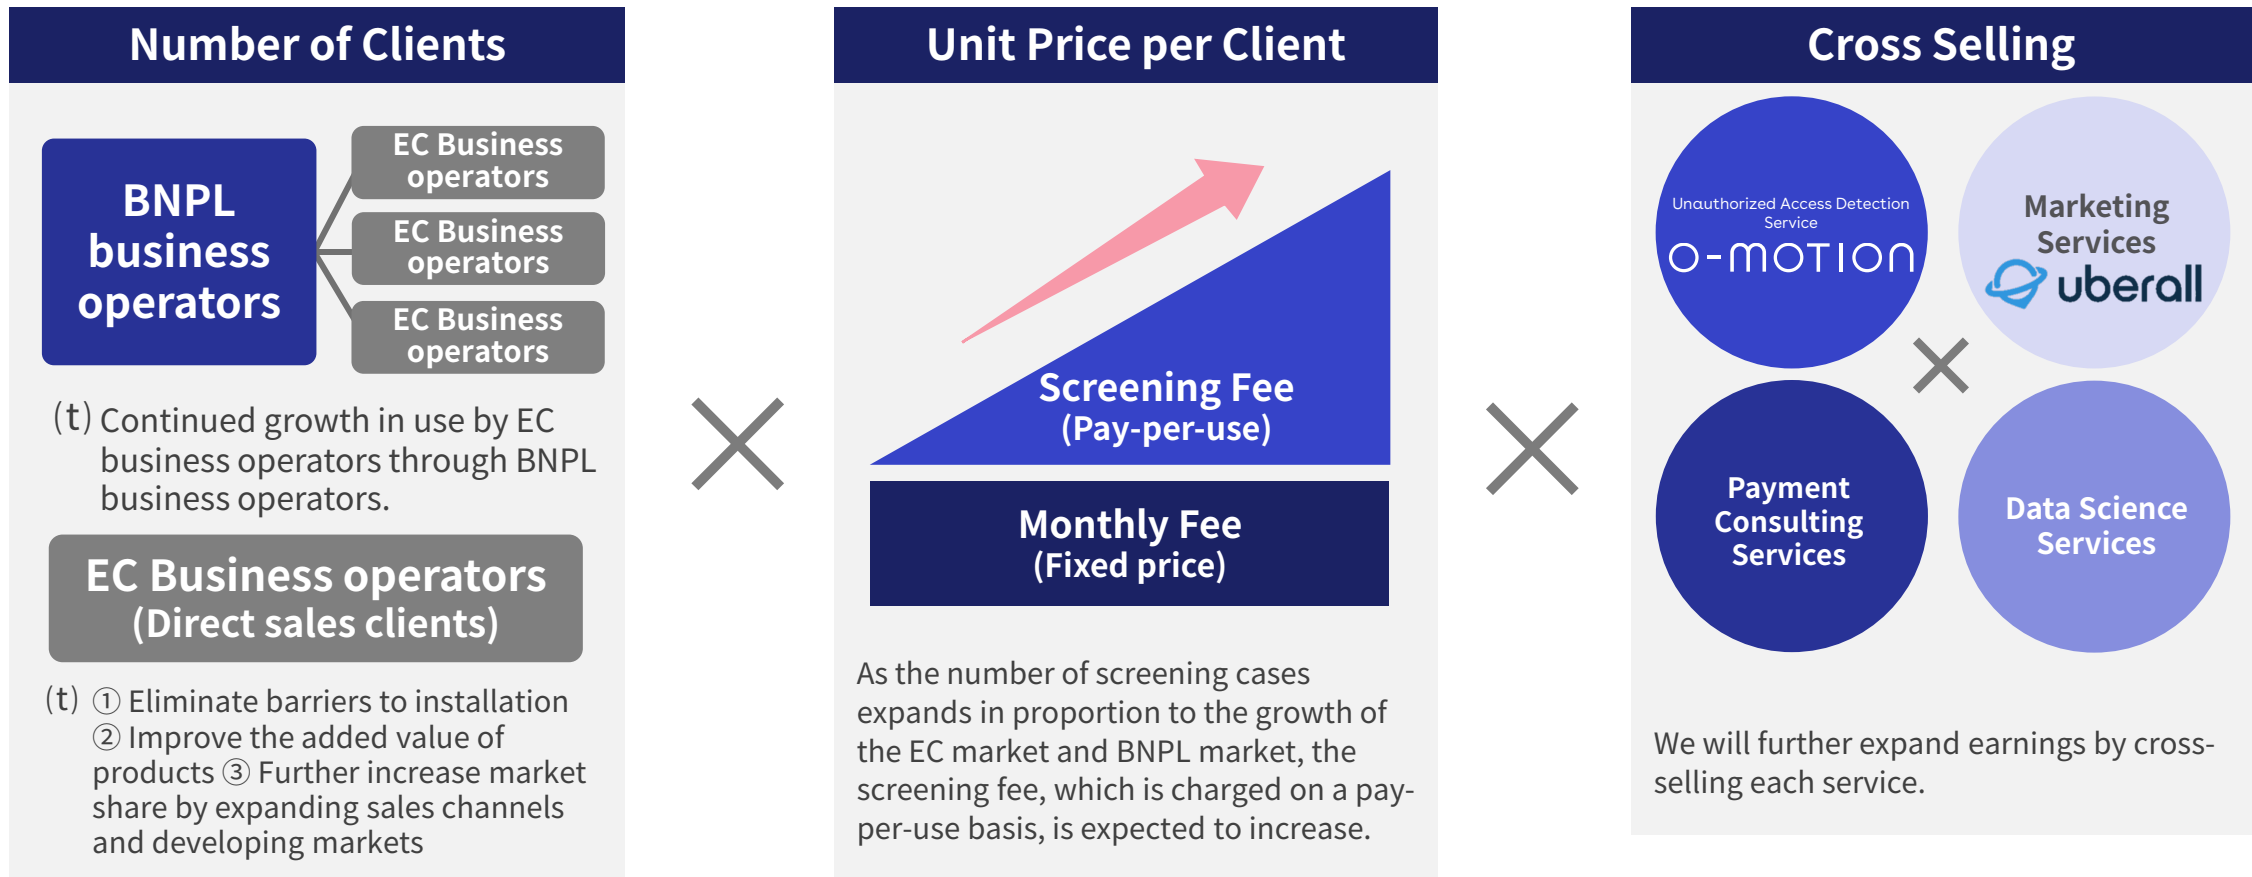 Number of Clients
BNPL
business
operators
EC Business
operators
EC Business
operators
EC Business
operators
(t) Continued growth in use by EC
business operators through BNPL
business operators.
EC Business operators
(Direct sales clients)
(t) ① Eliminate barriers to installation
② Improve the added value of
products ③ Further increase market
share by expanding sales channels
and developing markets
Unit Price per Client
Screening Fee
(Pay-per-use)
Monthly Fee
(Fixed price)
As the number of screening cases
expands in proportion to the growth of
the EC market and BNPL market, the
screening fee, which is charged on a pay-
per-use basis, is expected to increase.
Cross Selling
Unauthorized Access Detection
Service
O-MOTION
Marketing
Services
uberall
Payment
Consulting
Services
Data Science
Services
We will further expand earnings by cross-
selling each service.